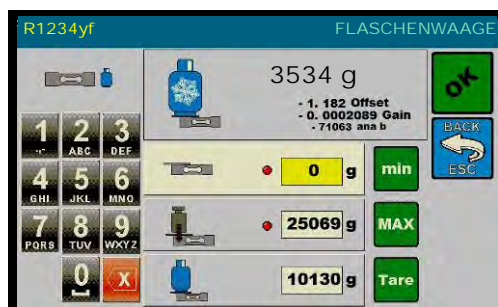 R1234yf FLASCHENWAAGE
3534 g
- 1. 182 Offset
- 0. 0002089 Gain
- 71063 ana b
OK
BACK
ESC
1 2 3
ABC DEF
4 5 6
GHI JKL MNO
7 8 9
PQRS TUV WXYZ
0 X
0 g min
25069 g MAX
10130 g Tare